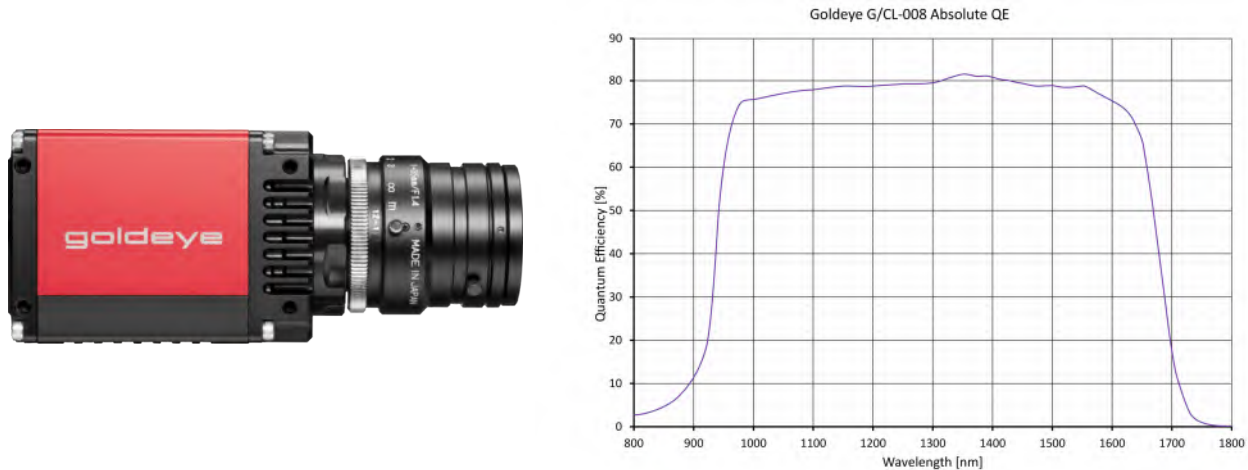 goldeye
MADE IN JAPAN
Goldeye G/CL-008 Absolute QE
Quantum Efficiency [%]
90
80
70
60
50
40
30
20
10
0
800 900 1000 1100 1200 1300 1400 1500 1600 1700 1800
Wavelength [nm]